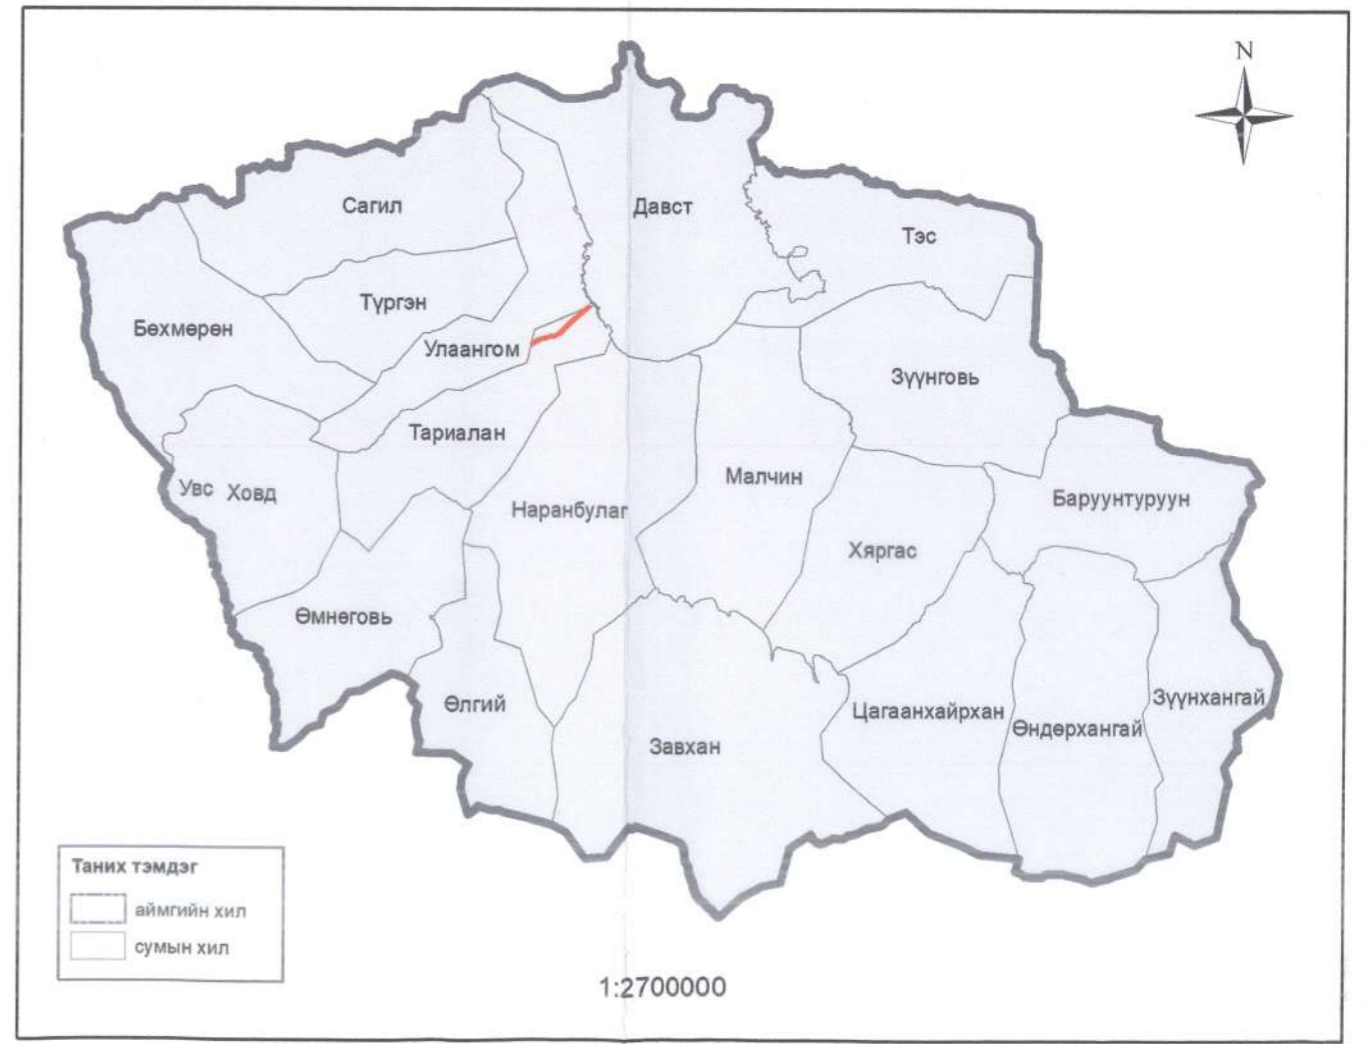 N
Сагил
Давст
Тэс
Түргэн
Бөхмөрөн
Улаангом
Зүүнговь
Тариалан
Малчин
Увс Ховд
Наранбулаг
Баруунтуруун
Хяргас
Өмнөговь
Өлгий
Цагаанхайрхан
Зүүнхангай
Өндөрхангай
Завхан
Таних тэмдэг
аймгийн хил
сумын хил
1:2700000